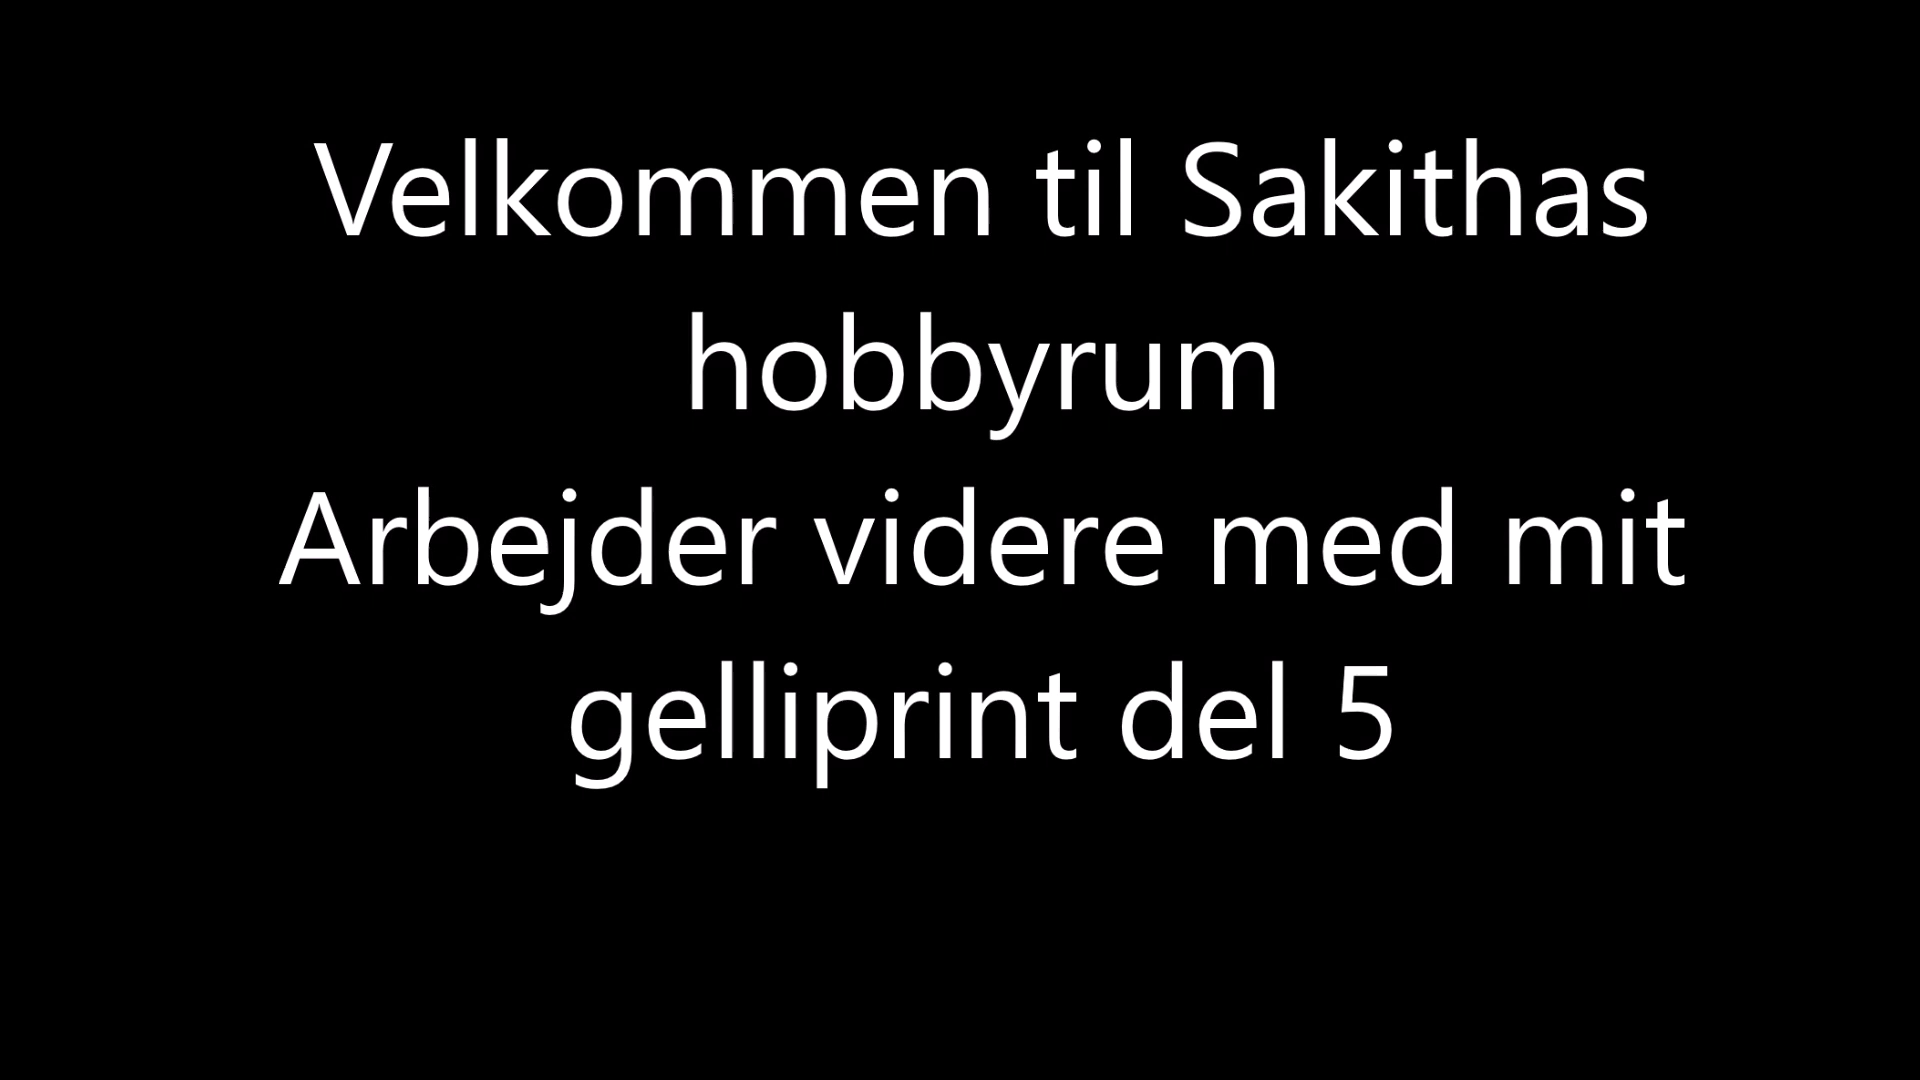 Velkommen til Sakithas
hobbyrum
Arbejder videre med mit
gelliprint del 5